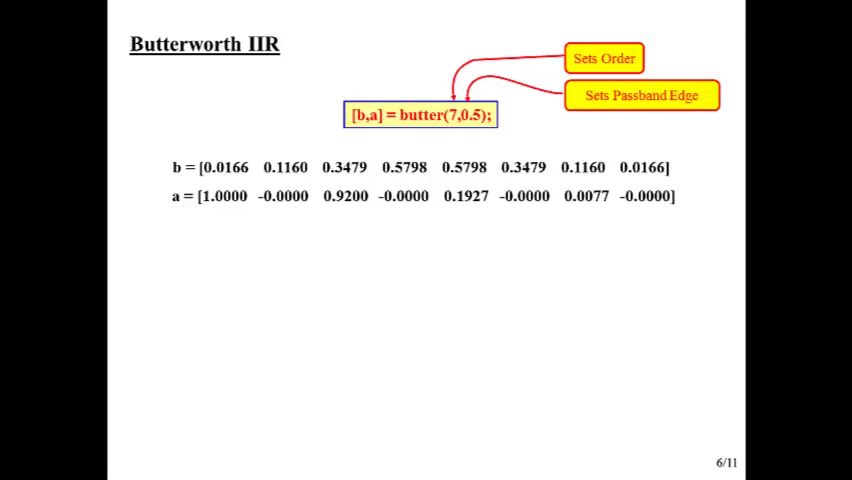 Butterworth IIR
Sets Order
Sets Passband Edge
[b,a] = butter(7,0.5);
b = [0.0166 0.1160 0.3479 0.5798 0.5798 0.3479 0.1160 0.0166]
a = [1.0000 -0.0000 0.9200 -0.0000 0.1927 -0.0000 0.0077 -0.0000]
6/11